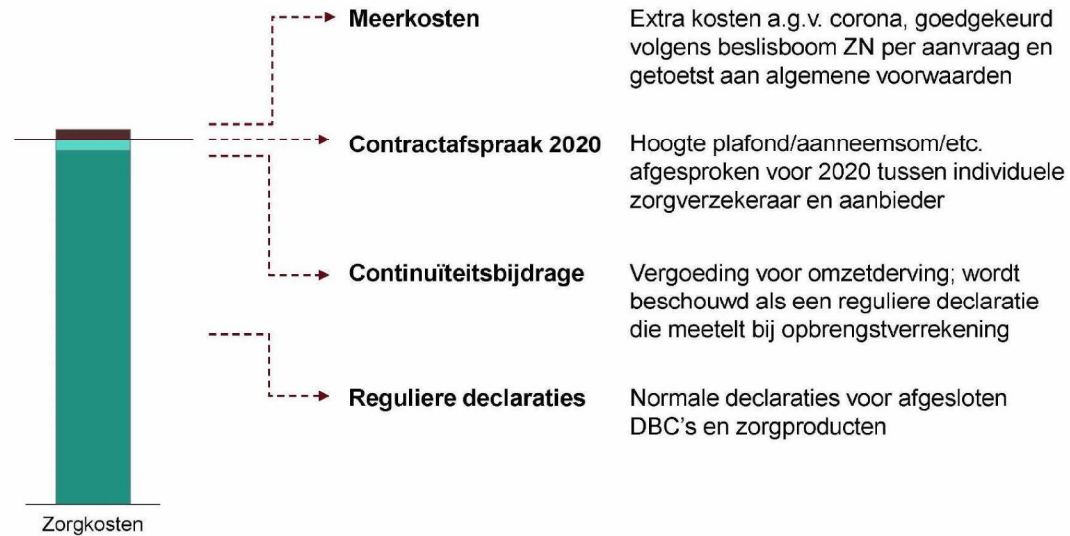 Meerkosten
Extra kosten a.g.v. corona, goedgekeurd
volgens beslisboom ZN per aanvraag en
getoetst aan algemene voorwaarden
Contractafspraak 2020
Hoogte plafond/aanneemsom/etc.
afgesproken voor 2020 tussen individuele
zorgverzekeraar en aanbieder
Continuïteitsbijdrage
Vergoeding voor omzetderving; wordt
beschouwd als een reguliere declaratie
die meetelt bij opbrengstverrekening
Reguliere declaraties
Normale declaraties voor afgesloten
DBC's en zorgproducten
Zorgkosten